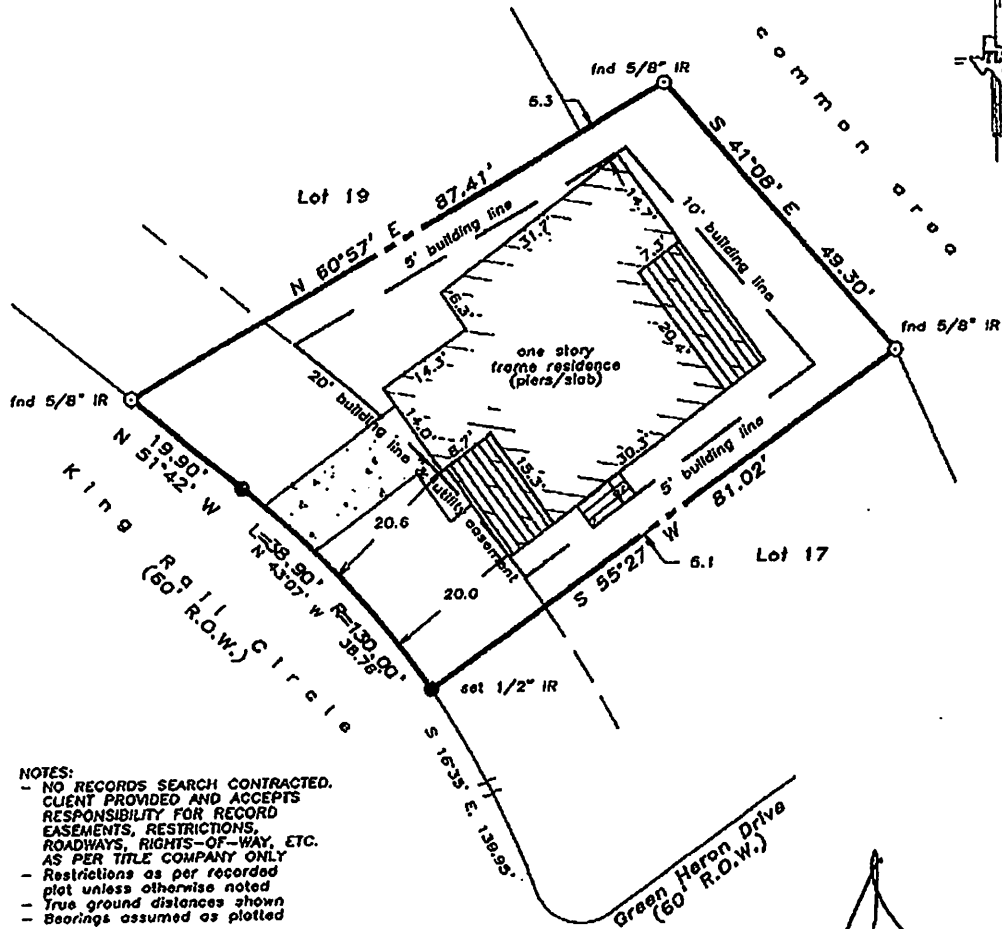 common area
fnd 5/8" IR
5.3
S 41°08' E
49.30'
Lot 19
87.41'
N 60°57' E
5' building line
14.7'
10' building line
31.7'
7.3'
6.3'
20.4'
fnd 5/8" IR
one story
frame residence
(piers/slab)
14.3'
20'
building line & utility easement
fnd 5/8" IR
14.0'
8.7'
15.3'
30.3'
5' building line
81.02'
S 55°27' W
19.90'
N 51°42' W
20.6
6.1
Lot 17
L=38.90' R=130.00'
N 43°07' W 38.78'
20.0
King Rail Circle
(60' R.O.W.)
set 1/2" IR
S 16°35' E, 139.95'
Green Heron Drive
(60' R.O.W.)
NOTES:
- NO RECORDS SEARCH CONTRACTED.
CLIENT PROVIDED AND ACCEPTS
RESPONSIBILITY FOR RECORD
EASEMENTS, RESTRICTIONS,
ROADWAYS, RIGHTS-OF-WAY, ETC.
AS PER TITLE COMPANY ONLY
- Restrictions as per recorded
plat unless otherwise noted
- True ground distances shown
- Bearings assumed as plotted